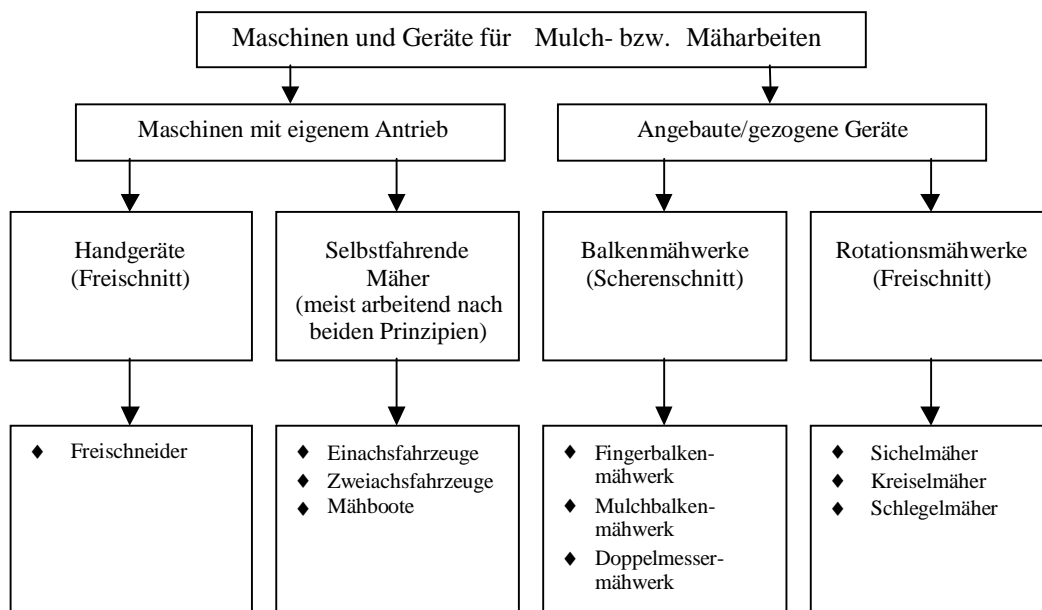 Maschinen und Geräte für Mulch- bzw. Mäharbeiten
Maschinen mit eigenem Antrieb
Angebaute/gezogene Geräte
Handgeräte
(Freischnitt)
Selbstfahrende
Mäher
(meist arbeitend nach
beiden Prinzipien)
Balkenmähwerke
(Scherenschnitt)
Rotationsmähwerke
(Freischnitt)
♦ Freischneider
♦ Einachsfahrzeuge
♦ Zweiachsfahrzeuge
♦ Mähboote
♦ Fingerbalken-
mähwerk
♦ Mulchbalken-
mähwerk
♦ Doppelmesser-
mähwerk
♦ Sichelmäher
♦ Kreiselmäher
♦ Schlegelmäher